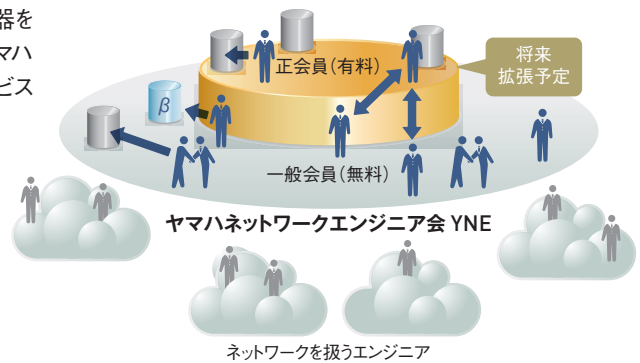 器を
マハ
ビス
正会員(有料)
将来
拡張予定
β
一般会員(無料)
ヤマハネットワークエンジニア会 YNE
ネットワークを扱うエンジニア